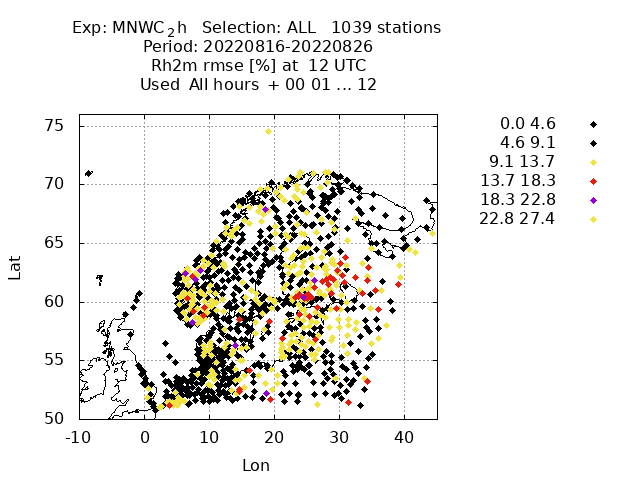 Exp: MNWC_2h   Selection: ALL   1039 stations
Period: 20220816-20220826
Rh2m rmse [%] at  12 UTC
Used  All hours  + 00 01 ... 12
0.0 4.6
4.6 9.1
9.1 13.7
13.7 18.3
18.3 22.8
22.8 27.4
75
70
65
60
55
50
Lat
-10 0 10 20 30 40
Lon